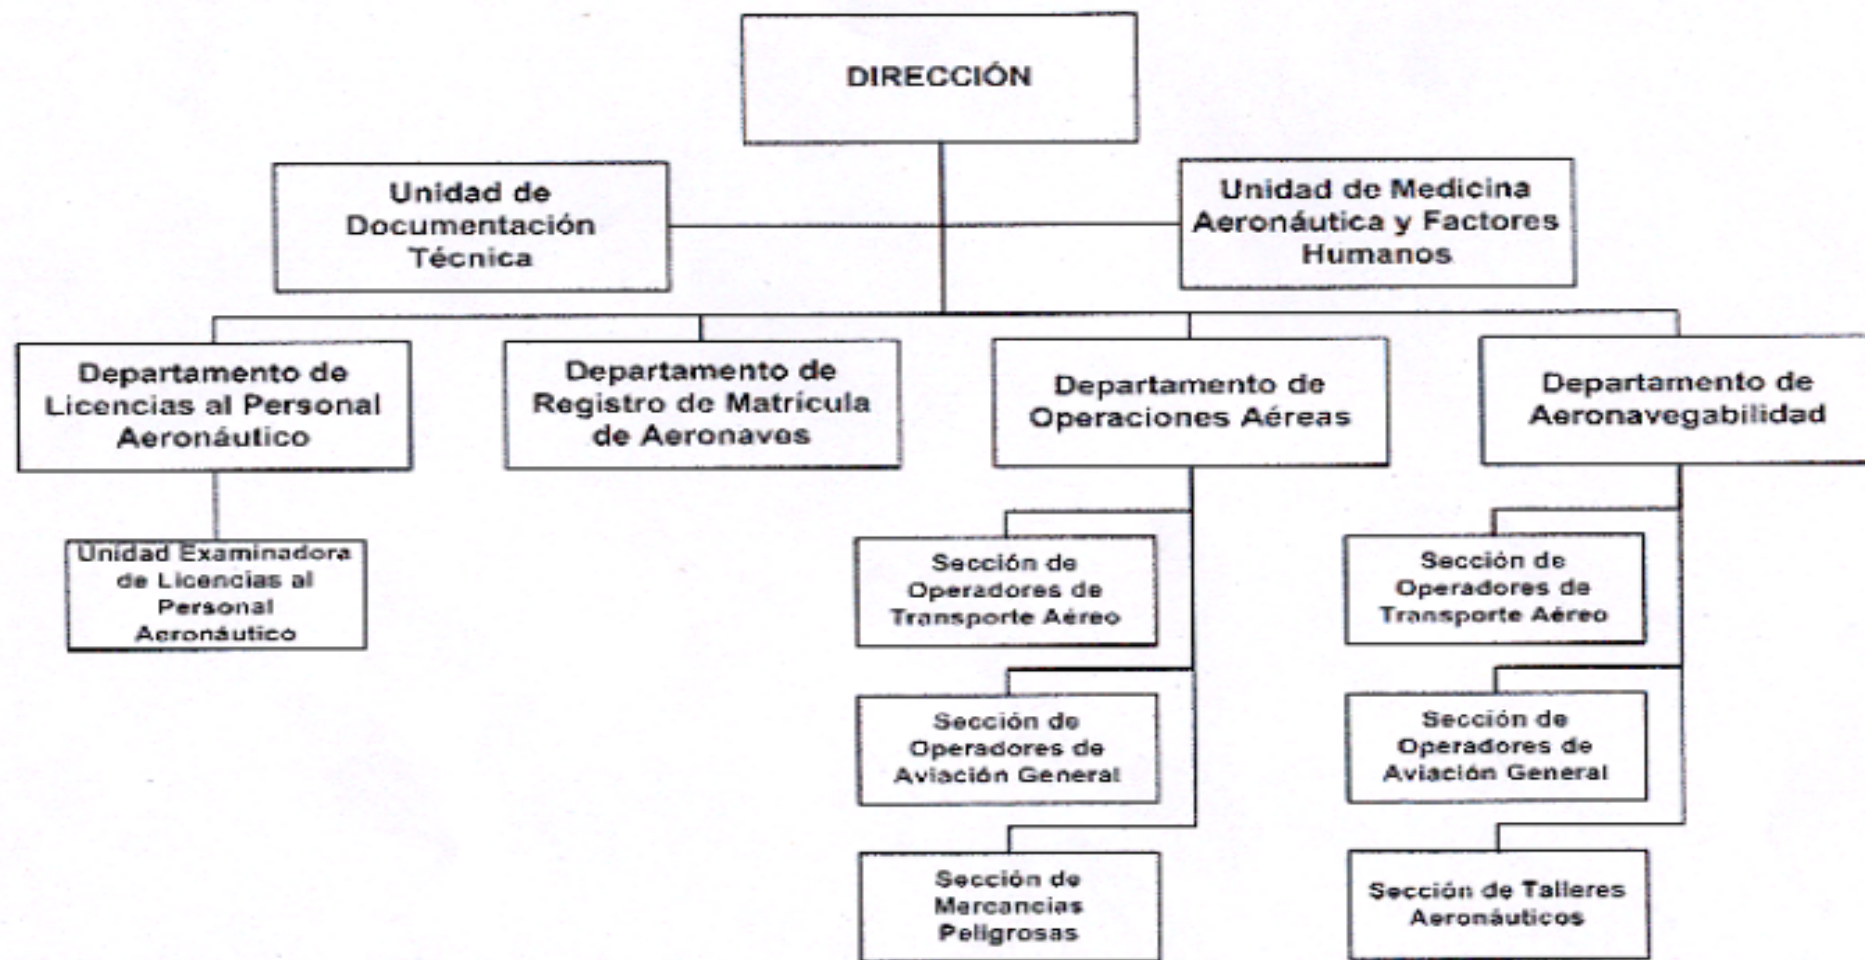 DIRECCIÓN
Unidad de
Documentación
Técnica
Unidad de Medicina
Aeronáutica y Factores
Humanos
Departamento de
Licencias al Personal
Aeronáutico
Departamento de
Registro de Matrícula
de Aeronaves
Departamento de
Operaciones Aéreas
Departamento de
Aeronavegabilidad
Unidad Examinadora
de Licencias al
Personal
Aeronáutico
Sección de
Operadores de
Transporte Aéreo
Sección de
Operadores de
Transporte Aéreo
Sección de
Operadores de
Aviación General
Sección de
Operadores de
Aviación General
Sección de
Mercancias
Peligrosas
Sección de Talleres
Aeronáuticos